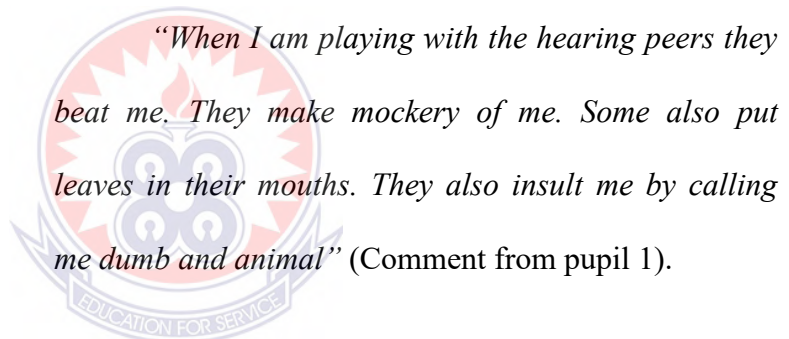 “When I am playing with the hearing peers they
beat me. They make mockery of me. Some also put
leaves in their mouths. They also insult me by calling
me dumb and animal” (Comment from pupil 1).
EDUCATION FOR SERVICE